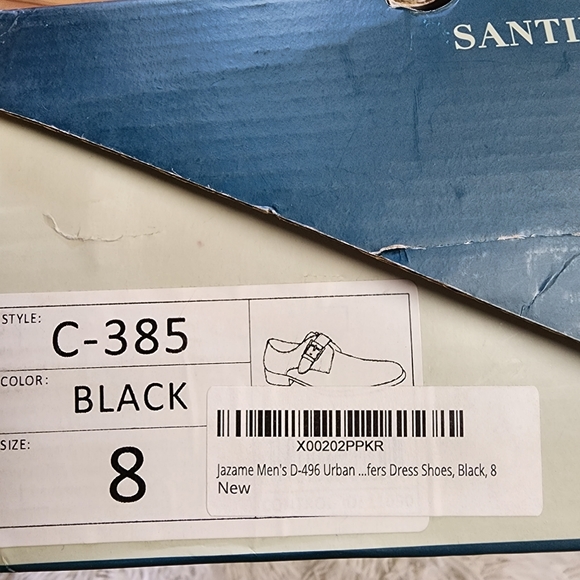 SANTI
STYLE:
C-385
COLOR:
BLACK
SIZE:
8
X00202PPKR
Jazame Men's D-496 Urban ...fers Dress Shoes, Black, 8
New